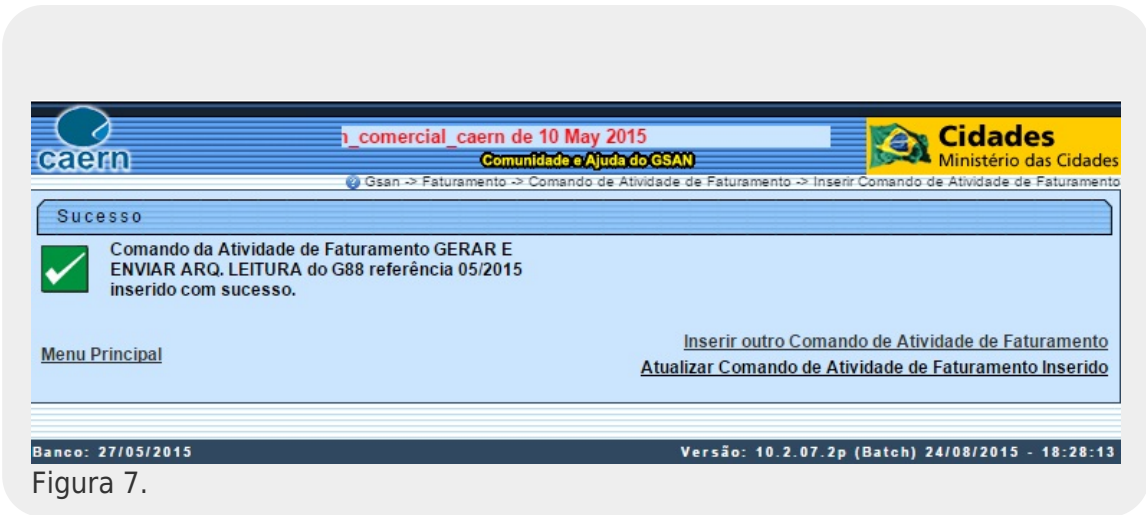 caern
_comercial_caern de 10 May 2015
Comunidade e Ajuda do GSAN
Cidades
Ministério das Cidades
Gsan -> Faturamento -> Comando de Atividade de Faturamento -> Inserir Comando de Atividade de Faturamento
Sucesso
Comando da Atividade de Faturamento GERAR E
ENVIAR ARQ. LEITURA do G88 referência 05/2015
inserido com sucesso.
Menu Principal
Inserir outro Comando de Atividade de Faturamento
Atualizar Comando de Atividade de Faturamento Inserido
Banco: 27/05/2015
Versão: 10.2.07.2p (Batch) 24/08/2015 - 18:28:13
Figura 7.